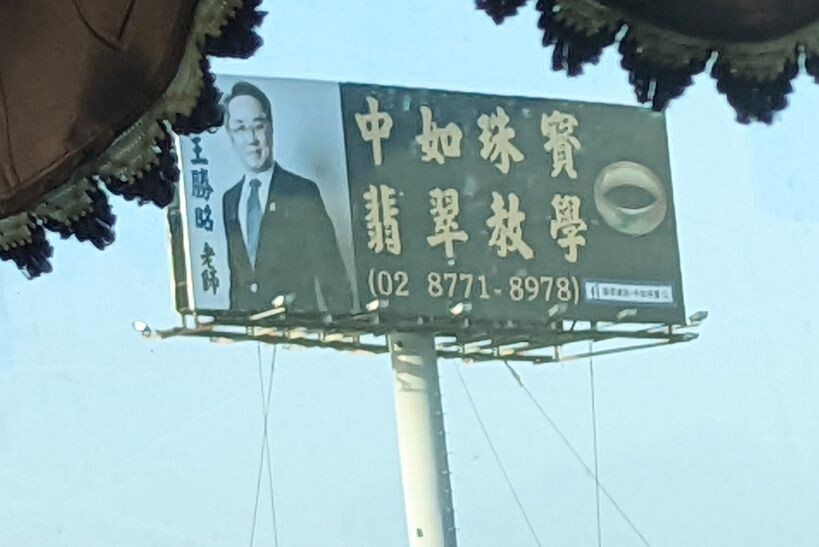 王勝昭 老師
中如珠寶
翡翠教學
(02 8771-8978)